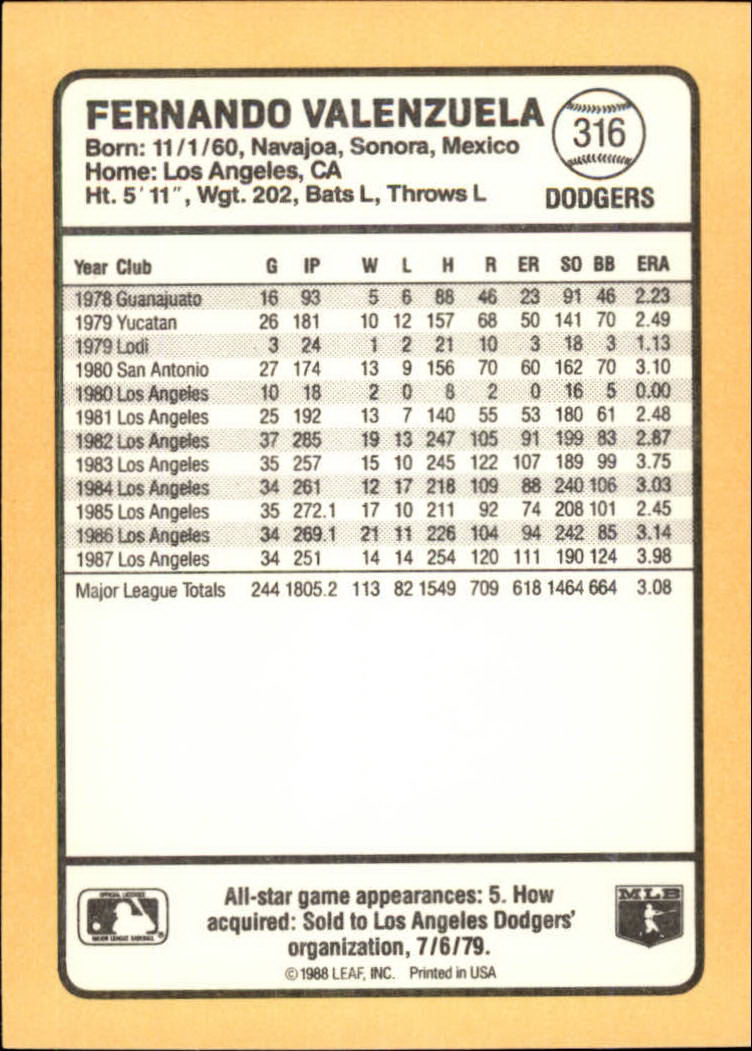 FERNANDO VALENZUELA
316
Born: 11/1/60, Navajoa, Sonora, Mexico
Home: Los Angeles, CA
Ht. 5' 11", Wgt. 202, Bats L, Throws L
DODGERS
Year Club G IP W L H R ER SO BB ERA
1978 Guanajuato 16 93 5 6 88 46 23 91 46 2.23
1979 Yucatan 26 181 10 12 157 68 50 141 70 2.49
1979 Lodi 3 24 1 2 21 10 3 18 3 1.13
1980 San Antonio 27 174 13 9 156 70 60 162 70 3.10
1980 Los Angeles 10 18 2 0 8 2 0 16 5 0.00
1981 Los Angeles 25 192 13 7 140 55 53 180 61 2.48
1982 Los Angeles 37 285 19 13 247 105 91 199 83 2.87
1983 Los Angeles 35 257 15 10 245 122 107 189 99 3.75
1984 Los Angeles 34 261 12 17 218 109 88 240 106 3.03
1985 Los Angeles 35 272.1 17 10 211 92 74 208 101 2.45
1986 Los Angeles 34 269.1 21 11 226 104 94 242 85 3.14
1987 Los Angeles 34 251 14 14 254 120 111 190 124 3.98
Major League Totals 244 1805.2 113 82 1549 709 618 1464 664 3.08
OFFICIAL LICENSEE
MAJOR LEAGUE BASEBALL ®
All-star game appearances: 5. How
acquired: Sold to Los Angeles Dodgers'
organization, 7/6/79.
MLB
© 1988 LEAF, INC. Printed in USA